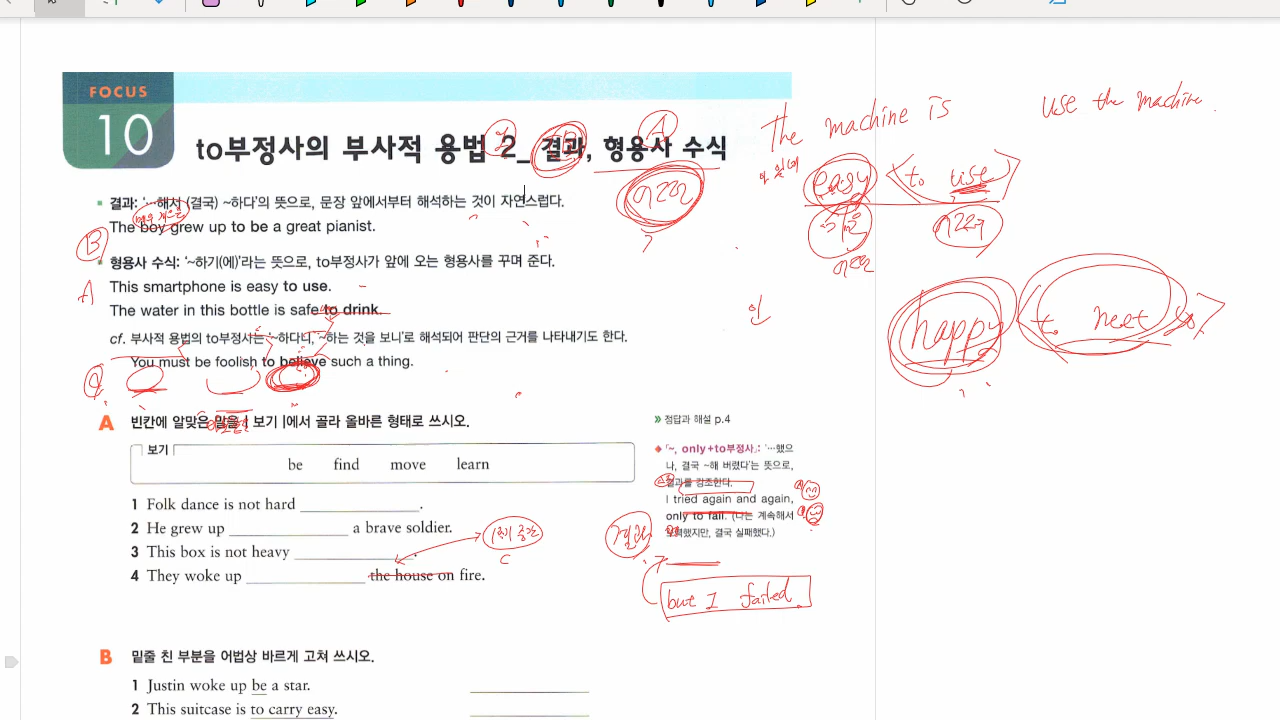 FOCUS
10
to부정사의 부사적 용법 2_ 결과, 형용사 수식
The machine is
use the machine.
easy <to use>
어간어
결과: '…해서 (결국) ~하다'의 뜻으로, 문장 앞에서부터 해석하는 것이 자연스럽다.
The boy grew up to be a great pianist.
B
형용사 수식: '~하기(에)'라는 뜻으로, to부정사가 앞에 오는 형용사를 꾸며 준다.
A
This smartphone is easy to use.
The water in this bottle is safe to drink.
cf. 부사적 용법의 to부정사는 '~하다니, ~하는 것을 보니'로 해석되어 판단의 근거를 나타내기도 한다.
You must be foolish to believe such a thing.
happy <to meet you>
A 빈칸에 알맞은 말을 |보기|에서 골라 올바른 형태로 쓰시오.
보기
be find move learn
1 Folk dance is not hard ____________.
2 He grew up ____________ a brave soldier.
3 This box is not heavy ____________.
4 They woke up ____________ the house on fire.
» 정답과 해설 p.4
「~, only+to부정사」: '…했으
나, 결국 ~해 버렸다'는 뜻으로,
결과를 강조한다.
I tried again and again,
only to fail. (나는 계속해서
노력했지만, 결국 실패했다.)
결과
but I failed.
B 밑줄 친 부분을 어법상 바르게 고쳐 쓰시오.
1 Justin woke up be a star.
2 This suitcase is to carry easy.